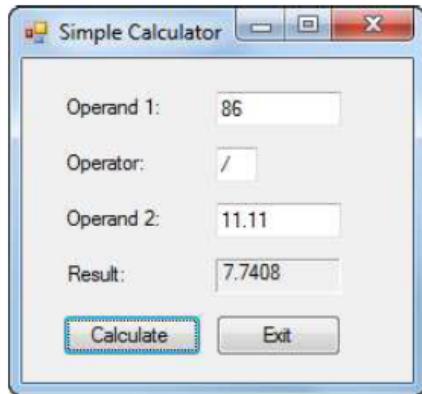 Simple Calculator
Operand 1: 86
Operator: /
Operand 2: 11.11
Result: 7.7408
Calculate Exit